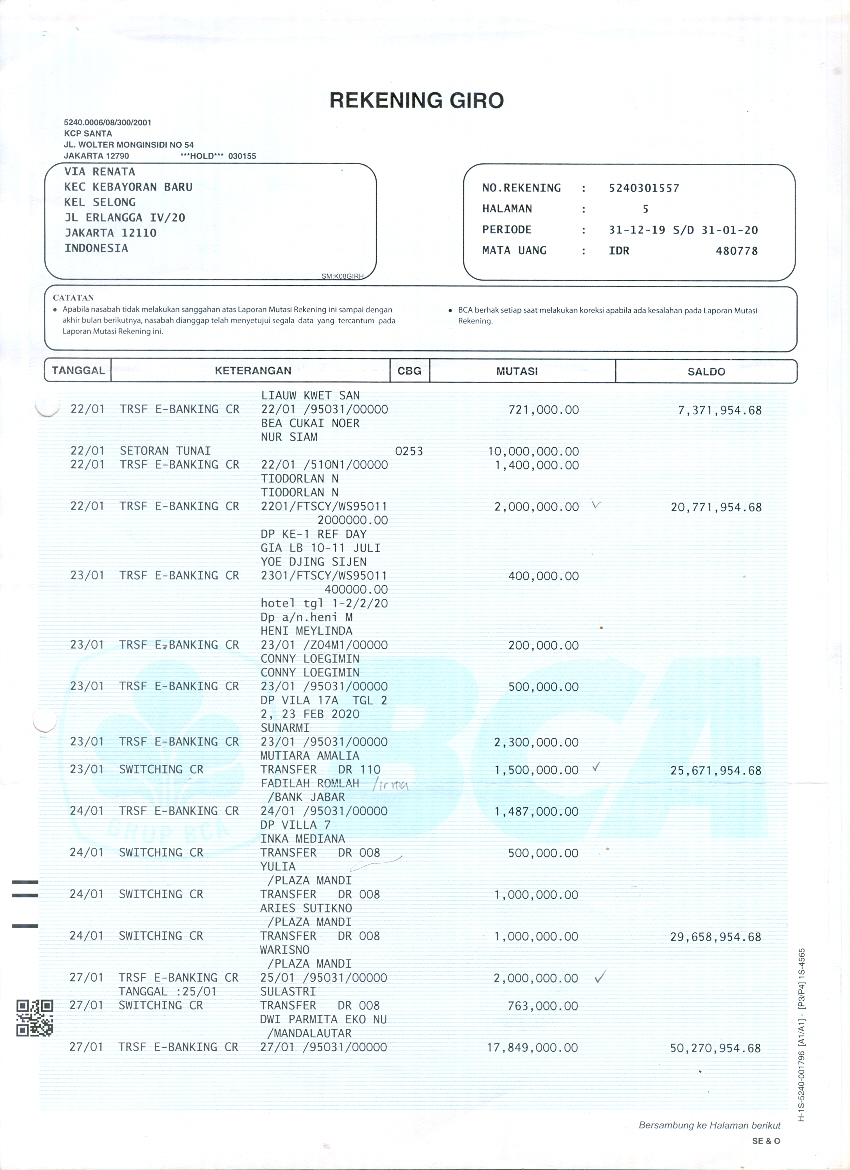 REKENING GIRO
5240.0006/08/300/2001
KCP SANTA
JL. WOLTER MONGINSIDI NO 54
JAKARTA 12790 ***HOLD*** 030155
VIA RENATA
KEC KEBAYORAN BARU
KEL SELONG
JL ERLANGGA IV/20
JAKARTA 12110
INDONESIA
SM:K08GIRH
NO.REKENING : 5240301557
HALAMAN : 5
PERIODE : 31-12-19 S/D 31-01-20
MATA UANG : IDR 480778
CATATAN
• Apabila nasabah tidak melakukan sanggahan atas Laporan Mutasi Rekening ini sampai dengan
akhir bulan berikutnya, nasabah dianggap telah menyetujui segala data yang tercantum pada
Laporan Mutasi Rekening ini.
• BCA berhak setiap saat melakukan koreksi apabila ada kesalahan pada Laporan Mutasi
Rekening.
TANGGAL KETERANGAN CBG MUTASI SALDO
LIAUW KWET SAN
22/01 TRSF E-BANKING CR 22/01 /95031/00000 721,000.00 7,371,954.68
BEA CUKAI NOER
NUR SIAM
22/01 SETORAN TUNAI 0253 10,000,000.00
22/01 TRSF E-BANKING CR 22/01 /510N1/00000 1,400,000.00
TIODORLAN N
TIODORLAN N
22/01 TRSF E-BANKING CR 2201/FTSCY/WS95011 2,000,000.00 20,771,954.68
2000000.00
DP KE-1 REF DAY
GIA LB 10-11 JULI
YOE DJING SIJEN
23/01 TRSF E-BANKING CR 2301/FTSCY/WS95011 400,000.00
400000.00
hotel tgl 1-2/2/20
Dp a/n.heni M
HENI MEYLINDA
23/01 TRSF E-BANKING CR 23/01 /Z04M1/00000 200,000.00
CONNY LOEGIMIN
CONNY LOEGIMIN
23/01 TRSF E-BANKING CR 23/01 /95031/00000 500,000.00
DP VILA 17A TGL 2
2, 23 FEB 2020
SUNARMI
23/01 TRSF E-BANKING CR 23/01 /95031/00000 2,300,000.00
MUTIARA AMALIA
23/01 SWITCHING CR TRANSFER DR 110 1,500,000.00 25,671,954.68
FADILAH ROMLAH /irma
/BANK JABAR
24/01 TRSF E-BANKING CR 24/01 /95031/00000 1,487,000.00
DP VILLA 7
INKA MEDIANA
24/01 SWITCHING CR TRANSFER DR 008 500,000.00
YULIA
/PLAZA MANDI
24/01 SWITCHING CR TRANSFER DR 008 1,000,000.00
ARIES SUTIKNO
/PLAZA MANDI
24/01 SWITCHING CR TRANSFER DR 008 1,000,000.00 29,658,954.68
WARISNO
/PLAZA MANDI
27/01 TRSF E-BANKING CR 25/01 /95031/00000 2,000,000.00
TANGGAL :25/01 SULASTRI
27/01 SWITCHING CR TRANSFER DR 008 763,000.00
DWI PARMITA EKO NU
/MANDALAUTAR
27/01 TRSF E-BANKING CR 27/01 /95031/00000 17,849,000.00 50,270,954.68
BCA
GRUP BCA
H-1S-5240-001796 [A1/A1] - [P3/P4] 1S-4565
Bersambung ke Halaman berikut
SE & O